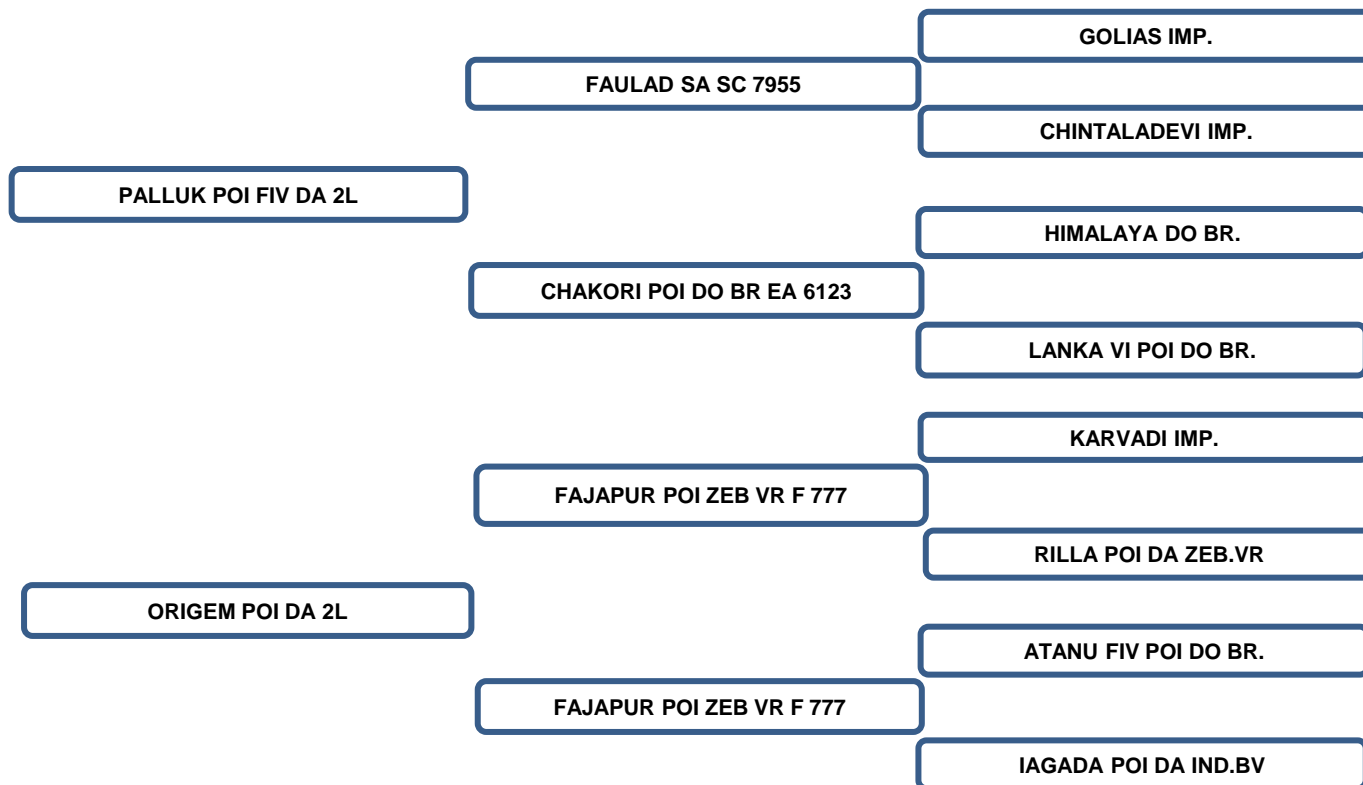 GOLIAS IMP.
FAULAD SA SC 7955
CHINTALADEVI IMP.
PALLUK POI FIV DA 2L
HIMALAYA DO BR.
CHAKORI POI DO BR EA 6123
LANKA VI POI DO BR.
KARVADI IMP.
FAJAPUR POI ZEB VR F 777
RILLA POI DA ZEB.VR
ORIGEM POI DA 2L
ATANU FIV POI DO BR.
FAJAPUR POI ZEB VR F 777
IAGADA POI DA IND.BV